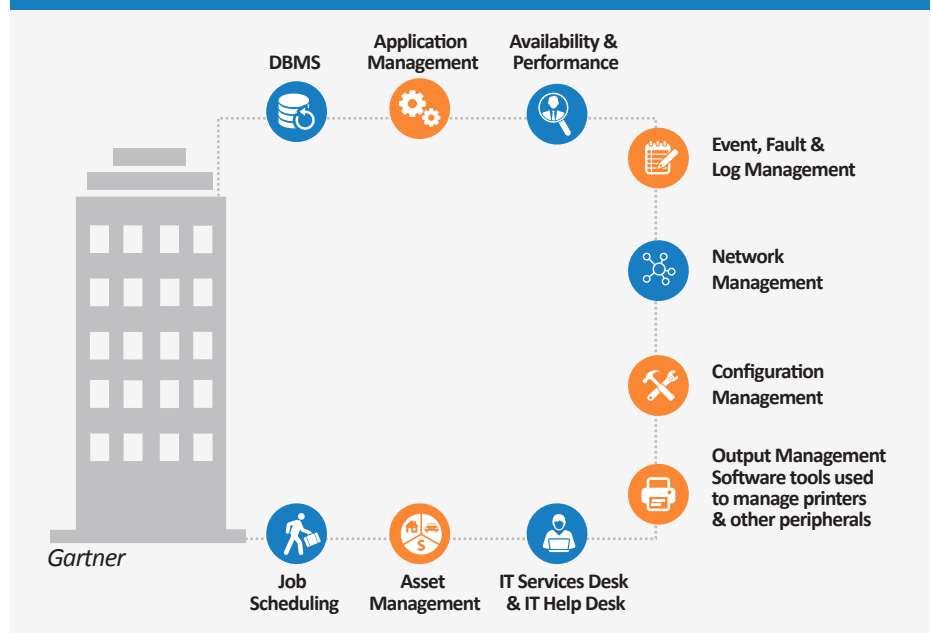 DBMS
Application
Management
Availability &
Performance
Event, Fault &
Log Management
Network
Management
Configuration
Management
Output Management
Software tools used
to manage printers
& other peripherals
Gartner
Job
Scheduling
$
Asset
Management
IT Services Desk
& IT Help Desk